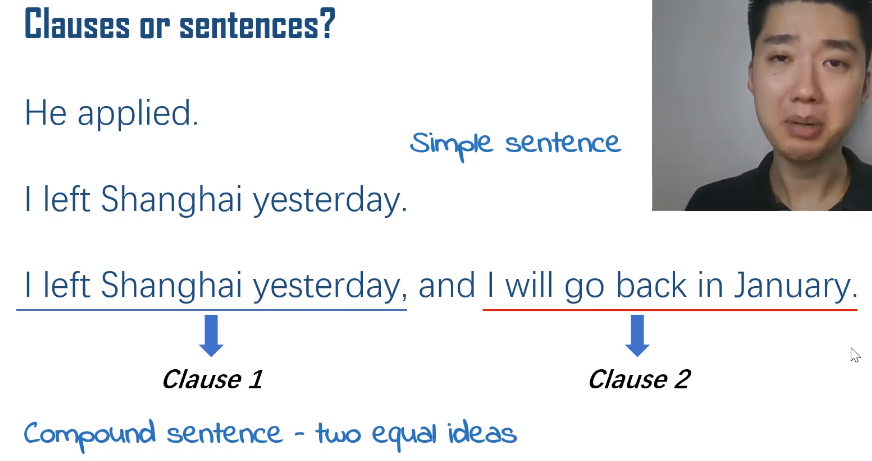 Clauses or sentences?
He applied.
Simple sentence
I left Shanghai yesterday.
I left Shanghai yesterday, and I will go back in January.
Clause 1
Clause 2
Compound sentence - two equal ideas